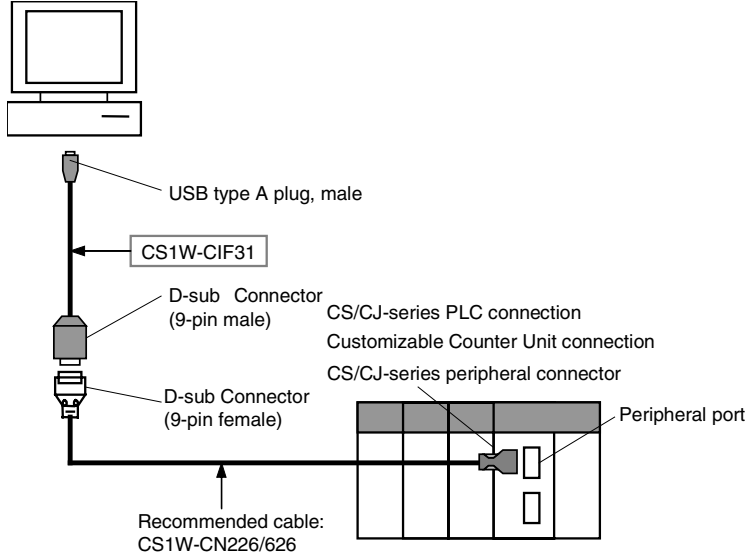 USB type A plug, male
CS1W-CIF31
D-sub Connector
(9-pin male)
CS/CJ-series PLC connection
Customizable Counter Unit connection
CS/CJ-series peripheral connector
D-sub Connector
(9-pin female)
Peripheral port
Recommended cable:
CS1W-CN226/626